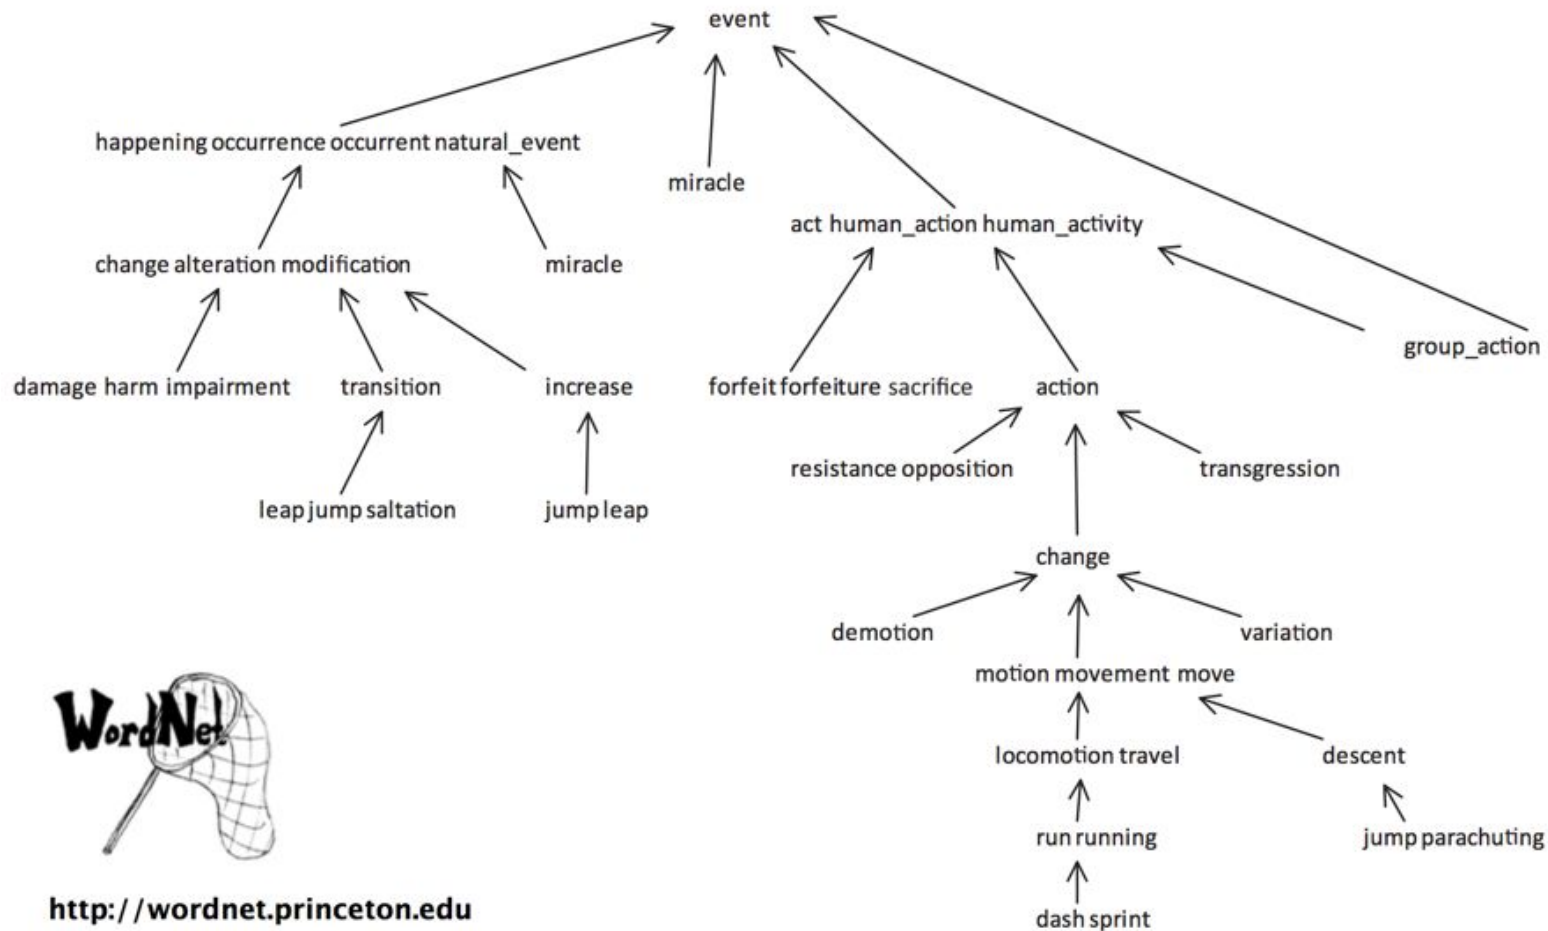 event
happening occurrence occurrent natural_event
miracle
act human_action human_activity
change alteration modification
miracle
group_action
damage harm impairment
transition
increase
forfeit forfeiture sacrifice
action
resistance opposition
transgression
leap jump saltation
jump leap
change
demotion
variation
motion movement move
WordNet
locomotion travel
descent
run running
jump parachuting
http://wordnet.princeton.edu
dash sprint